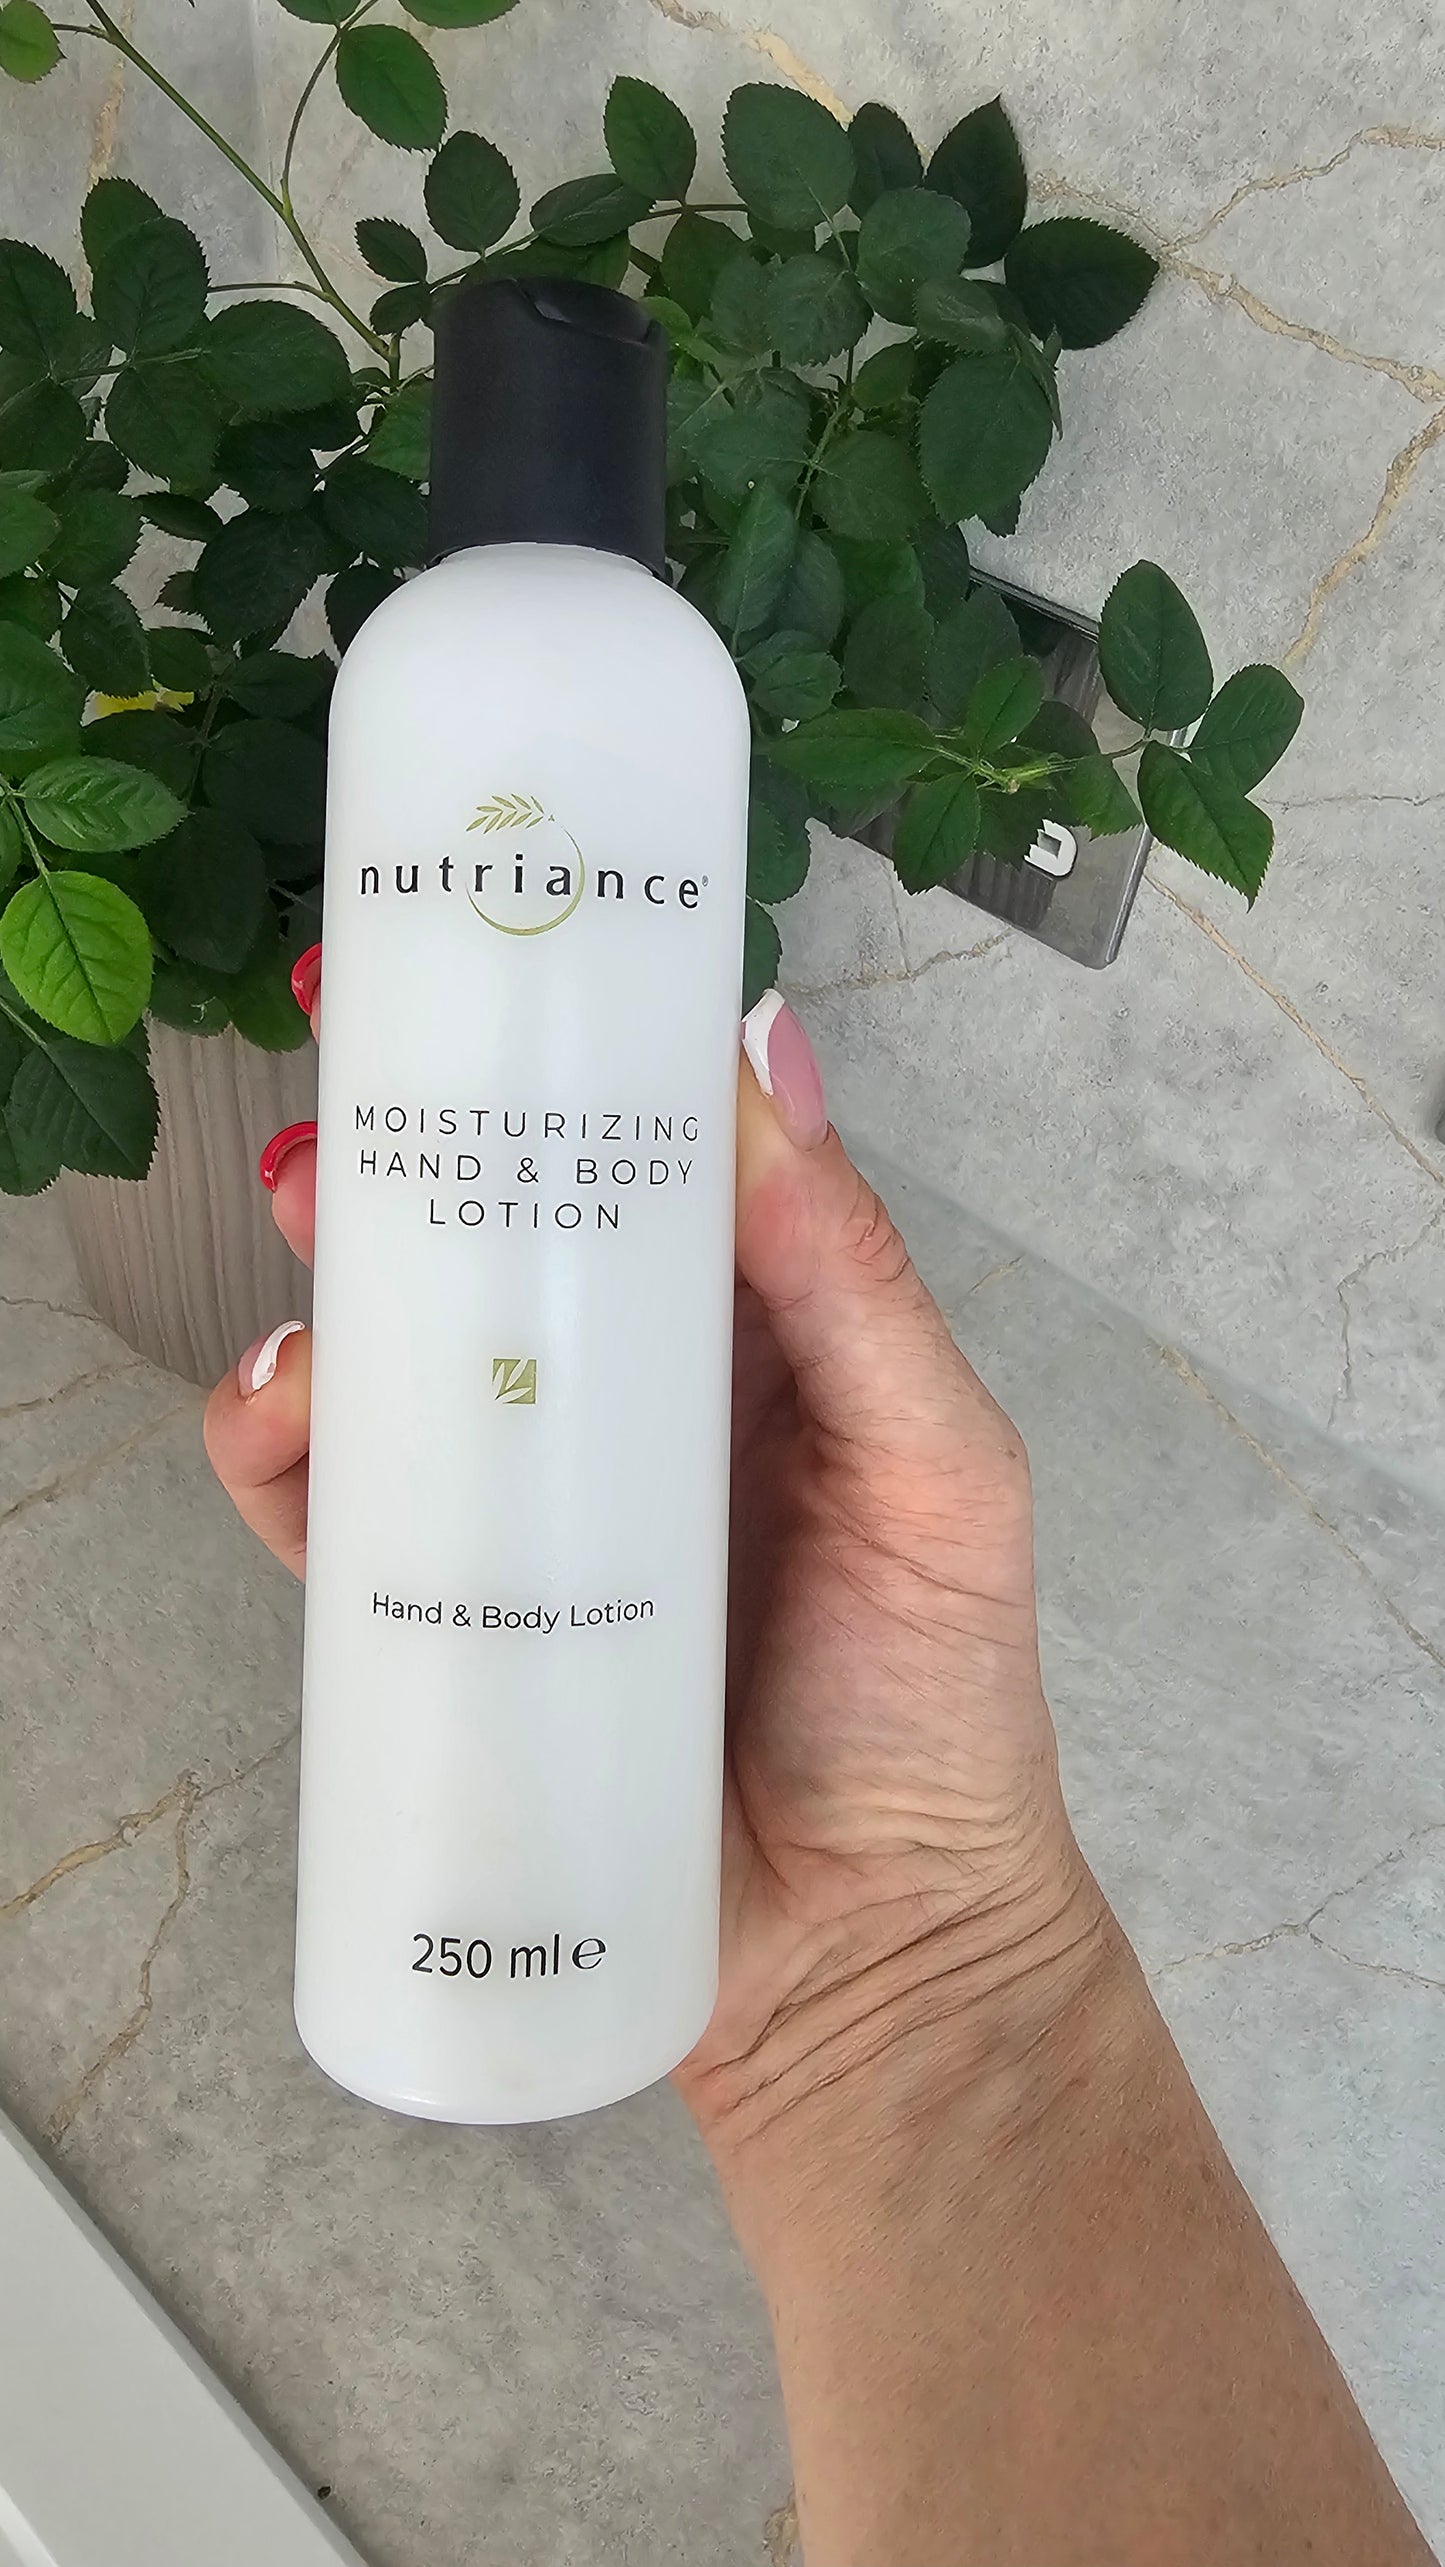 nutriance®
MOISTURIZING
HAND & BODY
LOTION
Hand & Body Lotion
250 ml ℮